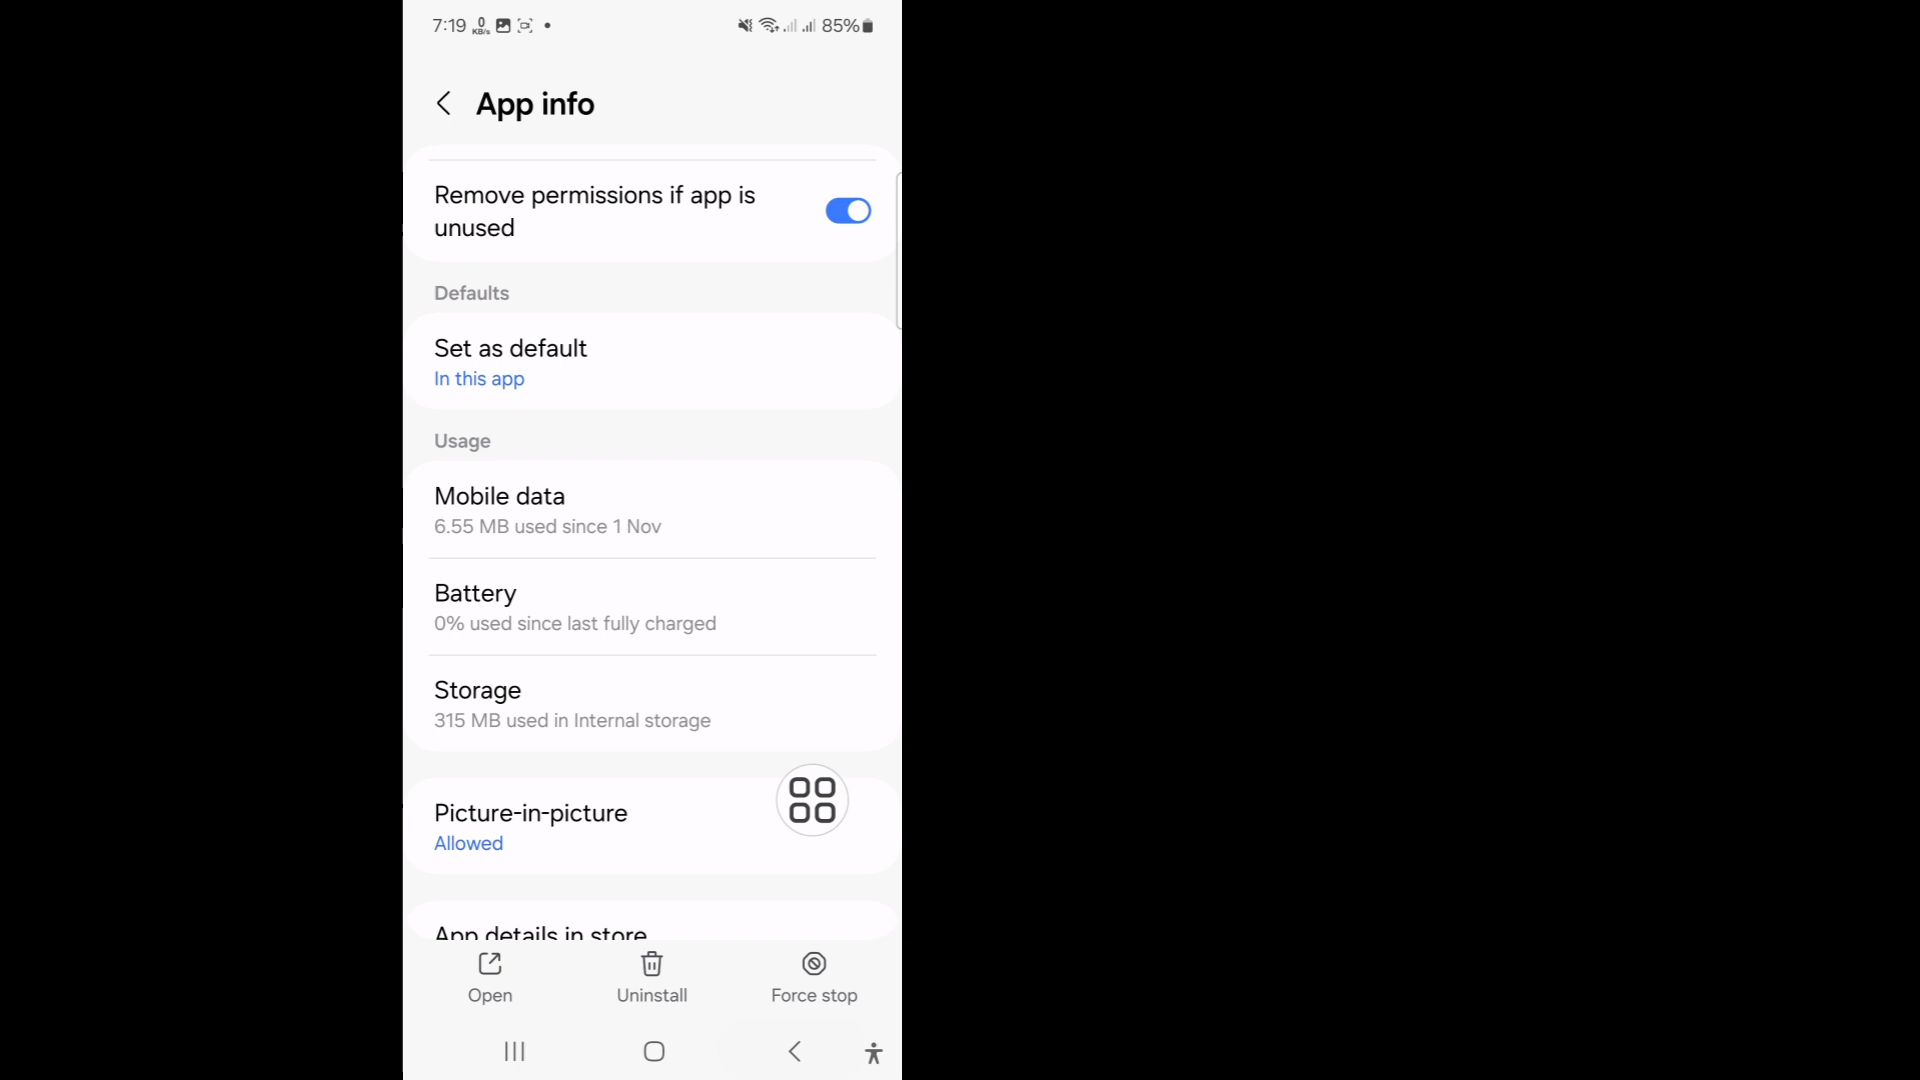 7:19 0 KB/s 85%
App info
Remove permissions if app is
unused
Defaults
Set as default
In this app
Usage
Mobile data
6.55 MB used since 1 Nov
Battery
0% used since last fully charged
Storage
315 MB used in Internal storage
Picture-in-picture
Allowed
App details in store
Open Uninstall Force stop